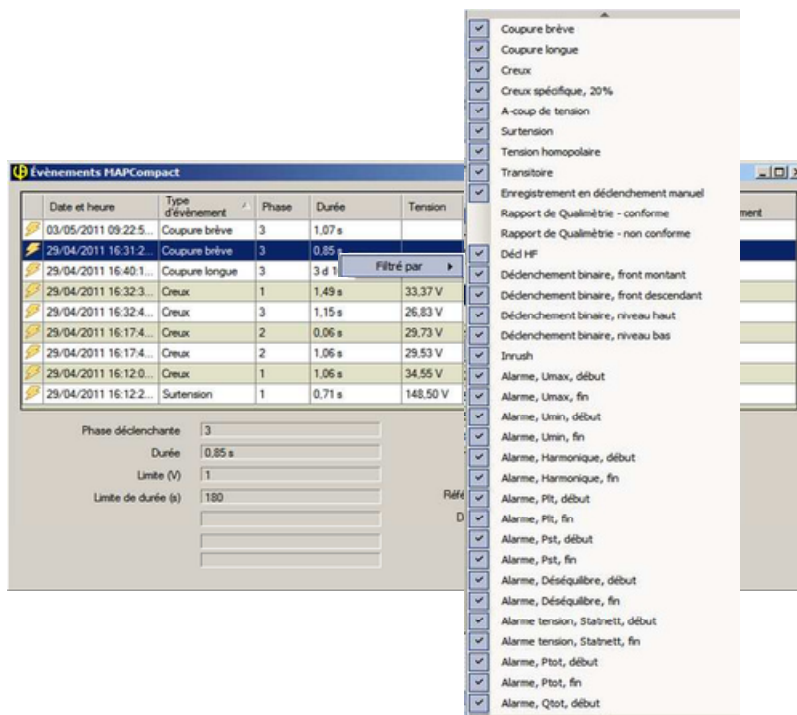 Évènements MAPCompact
Date et heure Type d'évènement Phase Durée Tension
03/05/2011 09:22:5... Coupure brève 3 1,07 s
29/04/2011 16:31:2... Coupure brève 3 0,85 s
29/04/2011 16:40:1... Coupure longue 3 3 d 1
29/04/2011 16:32:3... Creux 1 1,49 s 33,37 V
29/04/2011 16:32:4... Creux 3 1,15 s 26,83 V
29/04/2011 16:17:4... Creux 2 0,06 s 29,73 V
29/04/2011 16:17:4... Creux 2 1,06 s 29,53 V
29/04/2011 16:12:0... Creux 1 1,06 s 34,55 V
29/04/2011 16:12:2... Surtension 1 0,71 s 148,50 V
Filtré par
Phase déclenchante 3
Durée 0,85 s
Limite (V) 1
Limite de durée (s) 180
Coupure brève
Coupure longue
Creux
Creux spécifique, 20%
A-coup de tension
Surtension
Tension homopolaire
Transitoire
Enregistrement en déclenchement manuel
Rapport de Qualimètrie - conforme
Rapport de Qualimètrie - non conforme
Décl HF
Déclenchement binaire, front montant
Déclenchement binaire, front descendant
Déclenchement binaire, niveau haut
Déclenchement binaire, niveau bas
Inrush
Alarme, Umax, début
Alarme, Umax, fin
Alarme, Umin, début
Alarme, Umin, fin
Alarme, Harmonique, début
Alarme, Harmonique, fin
Alarme, Plt, début
Alarme, Plt, fin
Alarme, Pst, début
Alarme, Pst, fin
Alarme, Déséquilibre, début
Alarme, Déséquilibre, fin
Alarme tension, Statnett, début
Alarme tension, Statnett, fin
Alarme, Ptot, début
Alarme, Ptot, fin
Alarme, Qtot, début